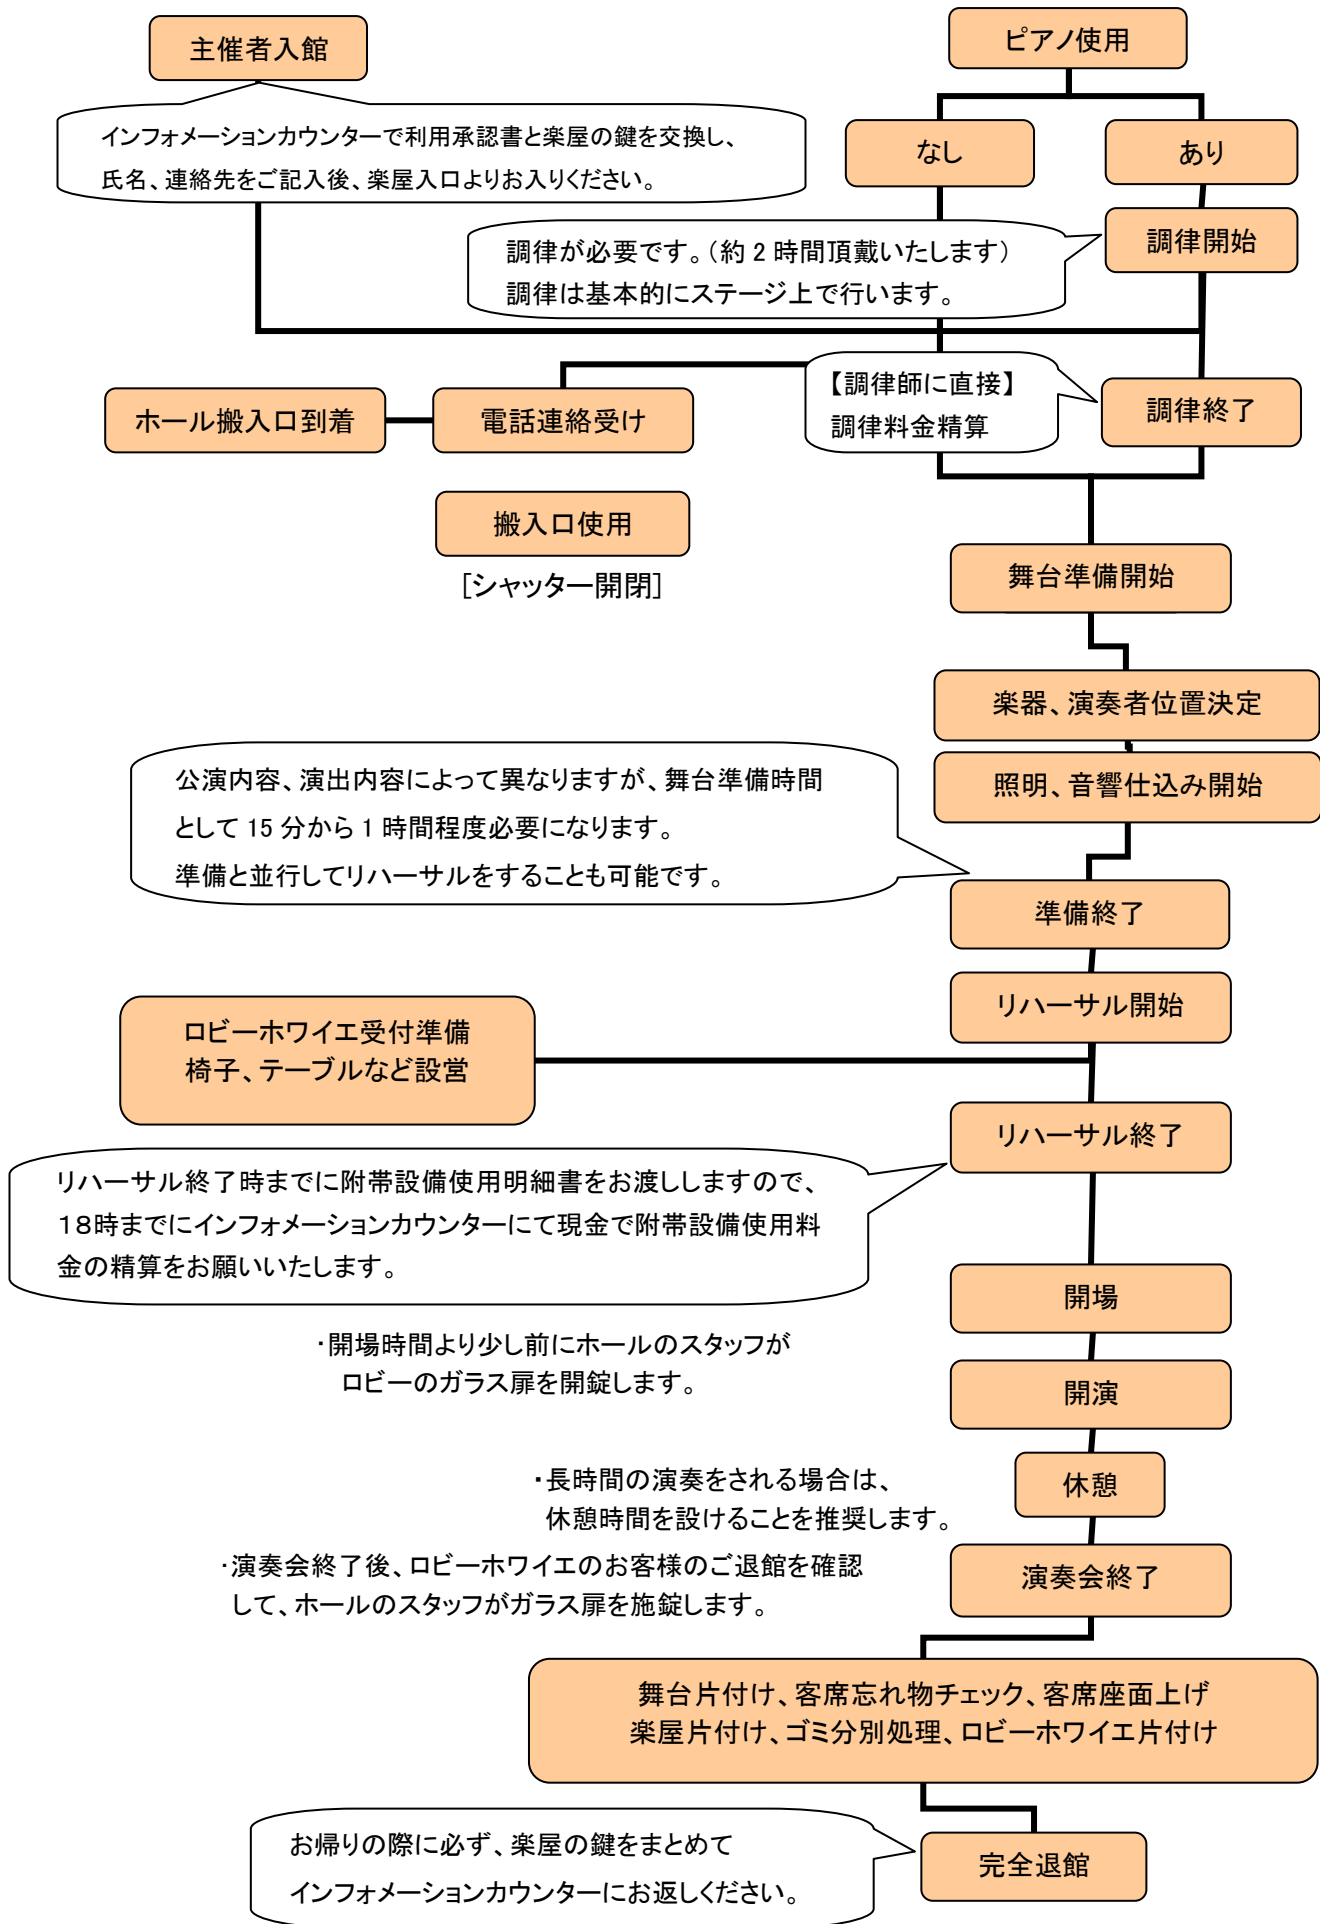 主催者入館
ピアノ使用
インフォメーションカウンターで利用承認書と楽屋の鍵を交換し、
氏名、連絡先をご記入後、楽屋入口よりお入りください。
なし
あり
調律が必要です。（約２時間頂戴いたします）
調律は基本的にステージ上で行います。
調律開始
ホール搬入口到着
電話連絡受け
【調律師に直接】
調律料金精算
調律終了
搬入口使用
[シャッター開閉]
舞台準備開始
楽器、演奏者位置決定
照明、音響仕込み開始
公演内容、演出内容によって異なりますが、舞台準備時間
として 15 分から 1 時間程度必要になります。
準備と並行してリハーサルをすることも可能です。
準備終了
リハーサル開始
ロビーホワイエ受付準備
椅子、テーブルなど設営
リハーサル終了
リハーサル終了時までに附帯設備使用明細書をお渡ししますので、
１８時までにインフォメーションカウンターにて現金で附帯設備使用料
金の精算をお願いいたします。
開場
・開場時間より少し前にホールのスタッフが
ロビーのガラス扉を開錠します。
開演
・長時間の演奏をされる場合は、
休憩時間を設けることを推奨します。
休憩
・演奏会終了後、ロビーホワイエのお客様のご退館を確認
して、ホールのスタッフがガラス扉を施錠します。
演奏会終了
舞台片付け、客席忘れ物チェック、客席座面上げ
楽屋片付け、ゴミ分別処理、ロビーホワイエ片付け
お帰りの際に必ず、楽屋の鍵をまとめて
インフォメーションカウンターにお返しください。
完全退館